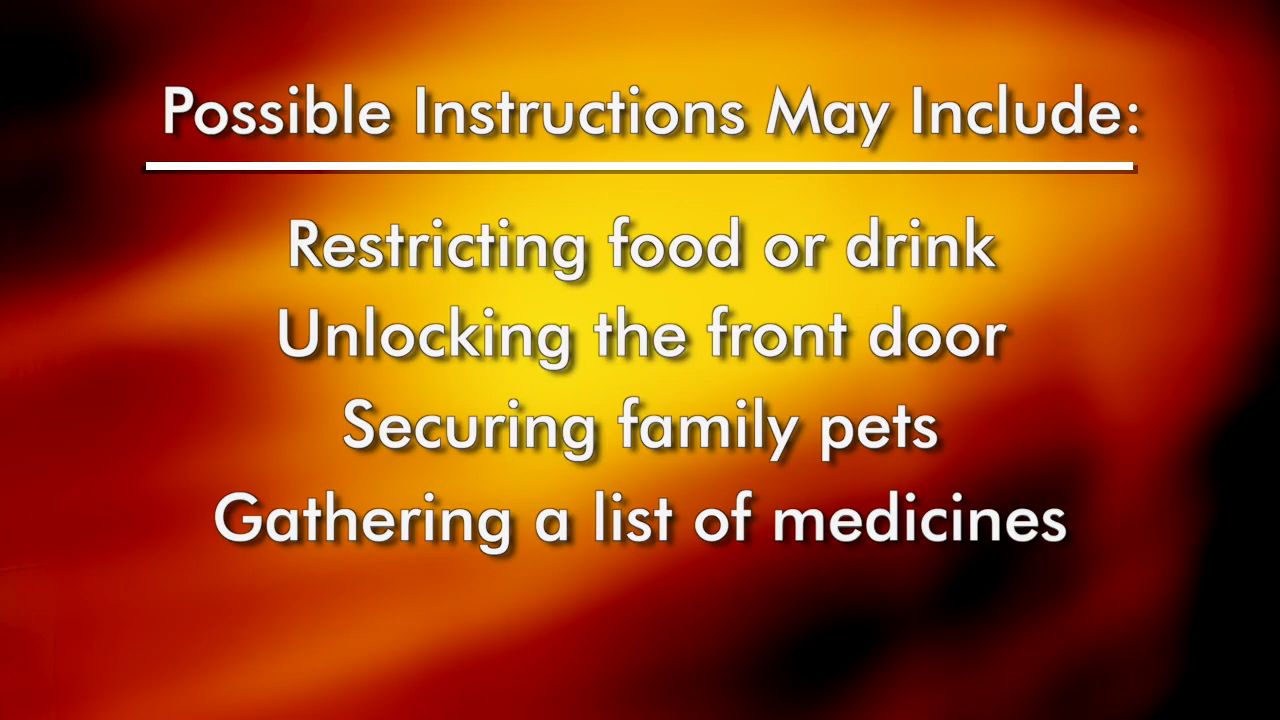 Possible Instructions May Include:
Restricting food or drink
Unlocking the front door
Securing family pets
Gathering a list of medicines